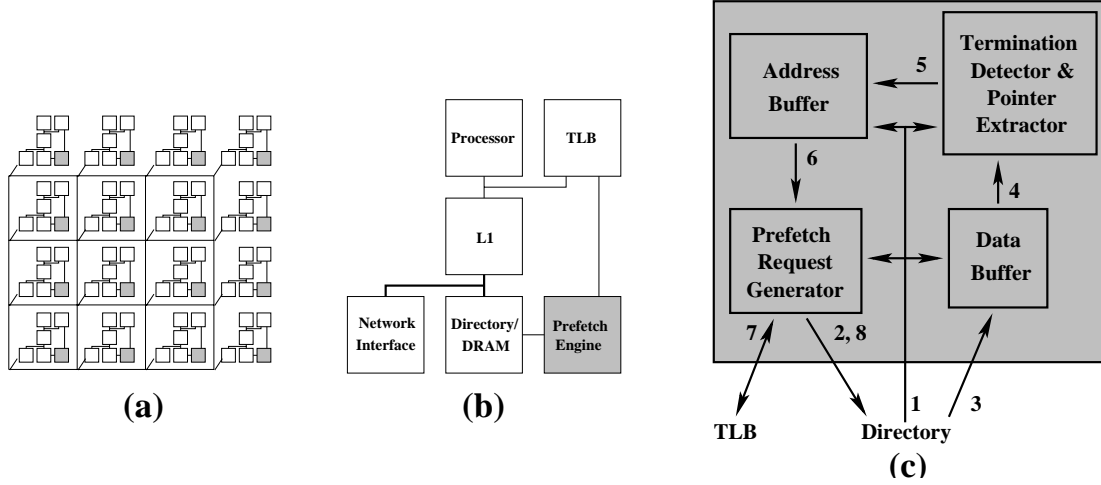 (a)
Processor
TLB
L1
Network
Interface
Directory/
DRAM
Prefetch
Engine
(b)
Address
Buffer
5
Termination
Detector &
Pointer
Extractor
6
4
Prefetch
Request
Generator
Data
Buffer
7
2, 8
1
3
TLB
Directory
(c)